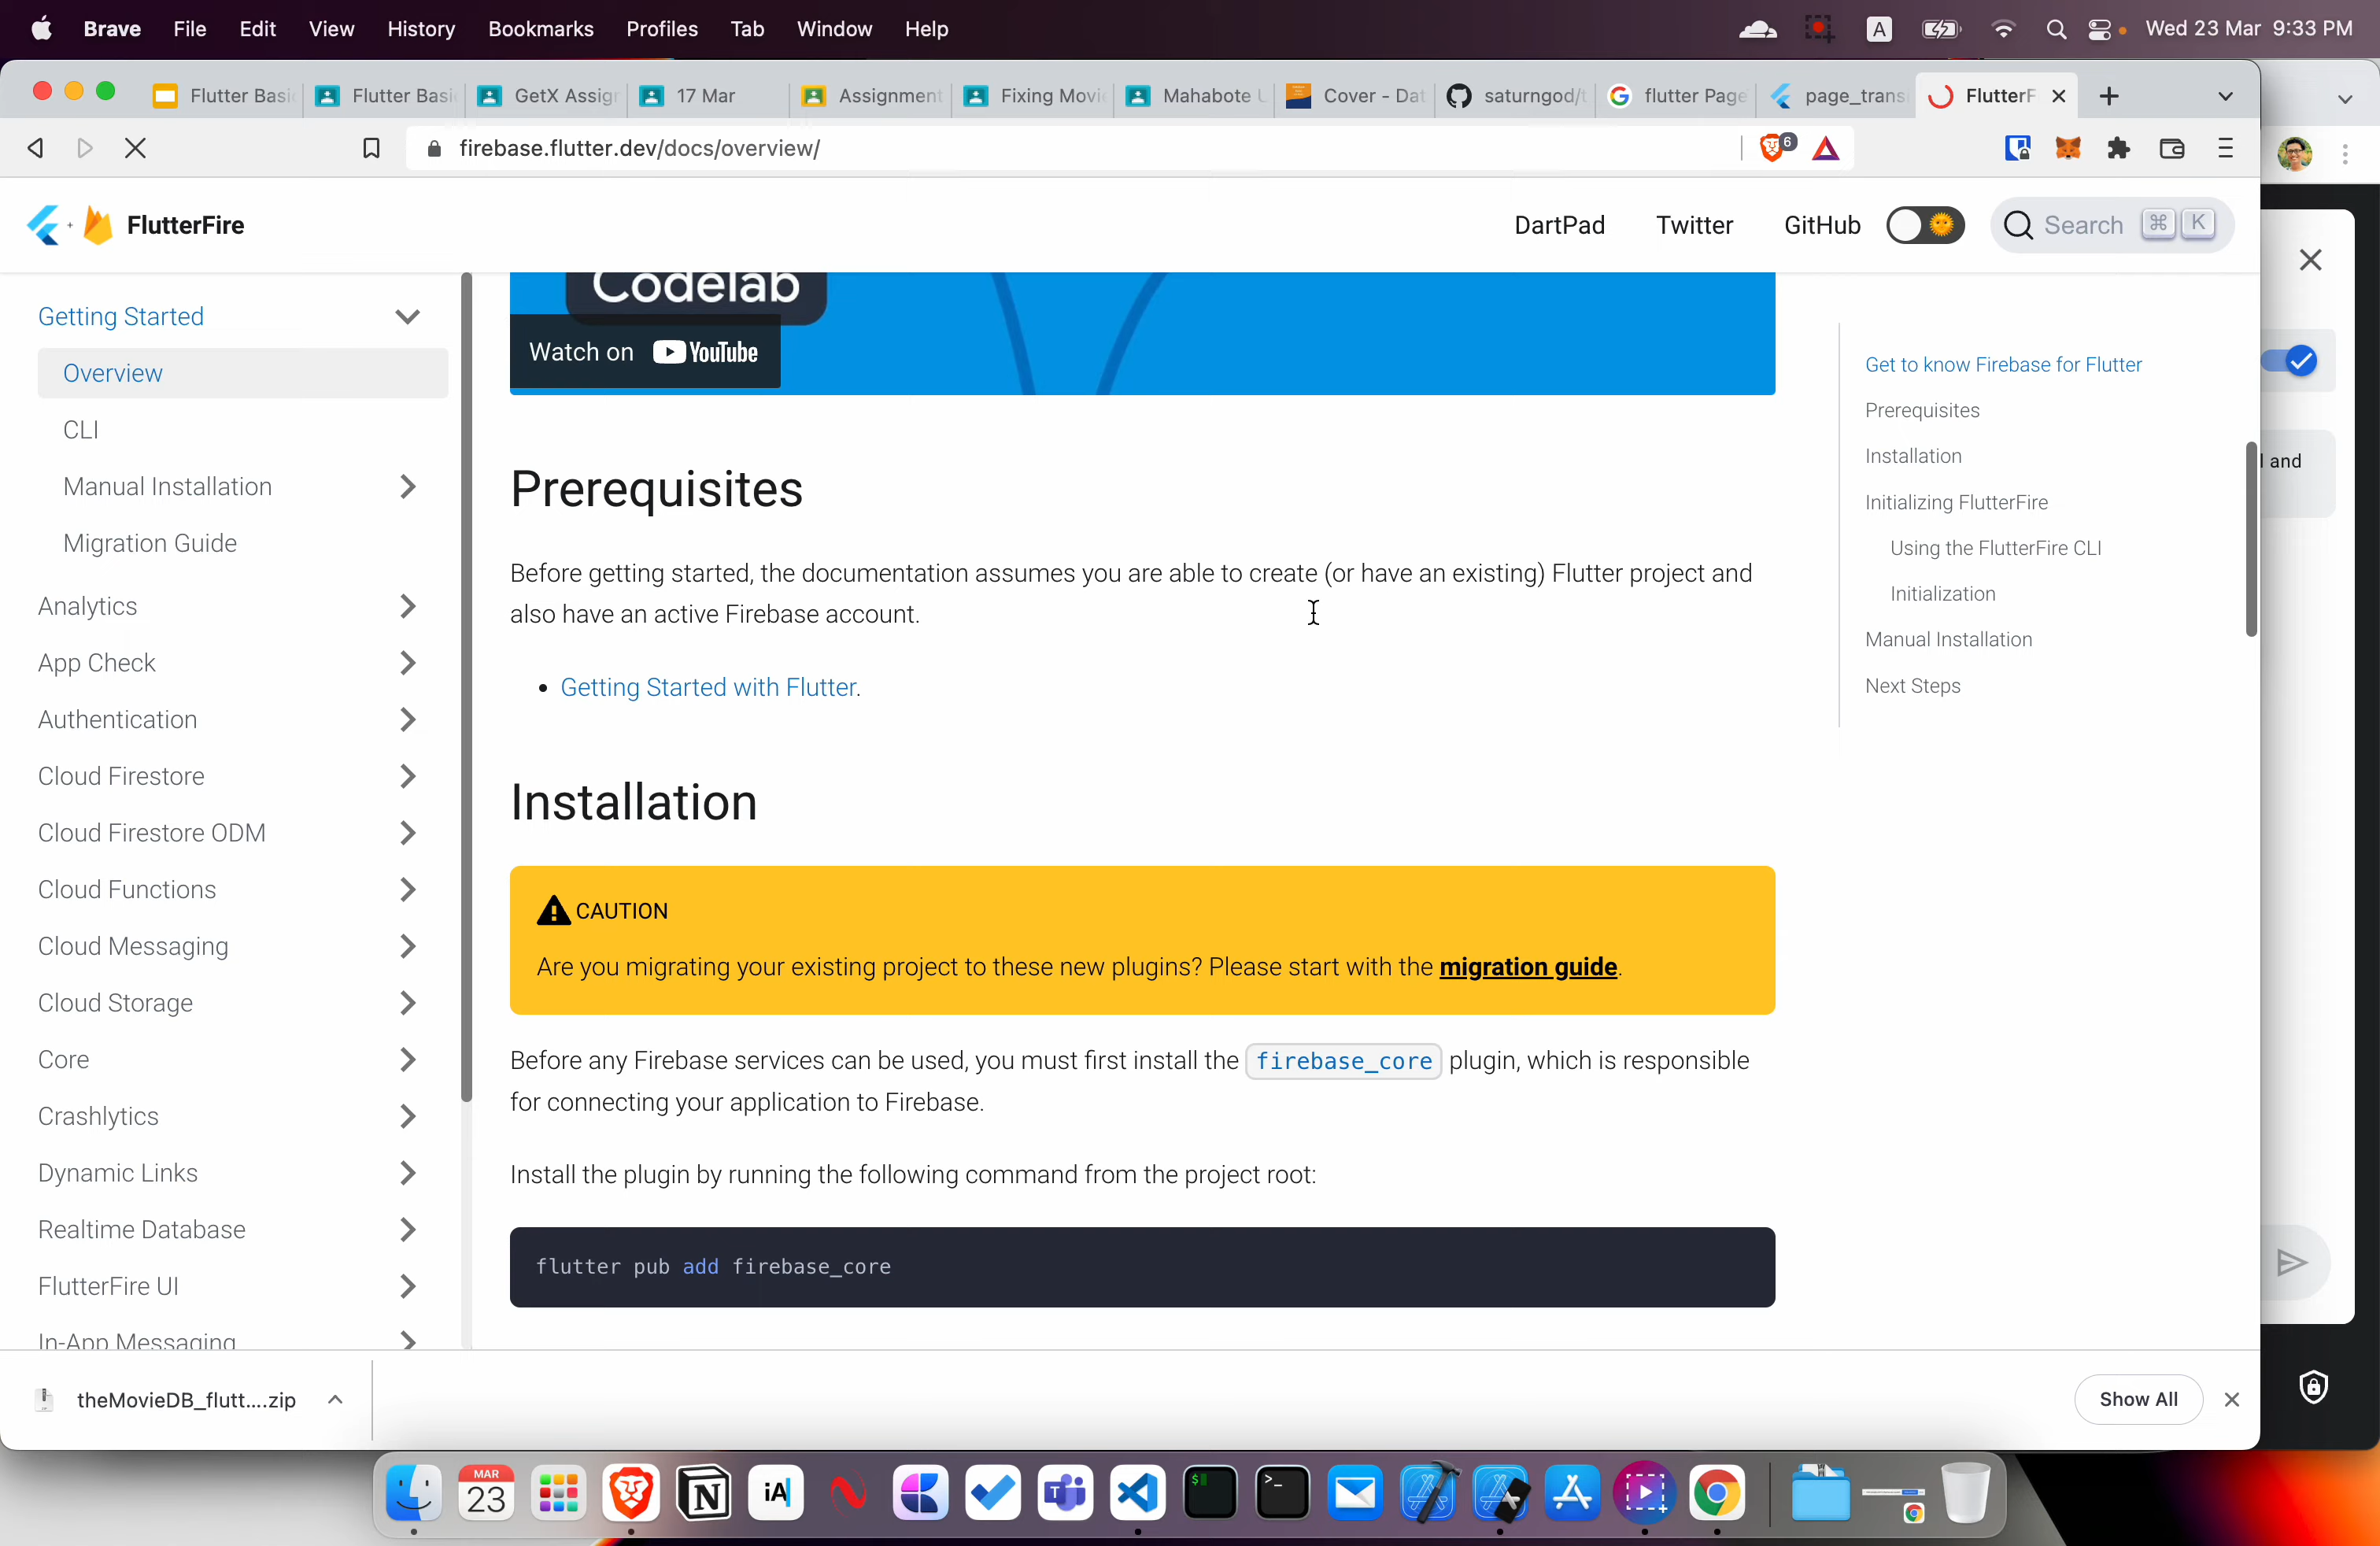 Brave File Edit View History Bookmarks Profiles Tab Window Help A Wed 23 Mar 9:33 PM
Flutter Basi Flutter Basi GetX Assig 17 Mar Assignment Fixing Movi Mahabote U Cover - Dat saturngod/t flutter Page page_trans FlutterF
firebase.flutter.dev/docs/overview/ 6
FlutterFire DartPad Twitter GitHub Search ⌘ K
Getting Started
Overview
CLI
Manual Installation
Migration Guide
Analytics
App Check
Authentication
Cloud Firestore
Cloud Firestore ODM
Cloud Functions
Cloud Messaging
Cloud Storage
Core
Crashlytics
Dynamic Links
Realtime Database
FlutterFire UI
In-App Messaging
Codelab
Watch on YouTube
Prerequisites
Before getting started, the documentation assumes you are able to create (or have an existing) Flutter project and
also have an active Firebase account.
• Getting Started with Flutter.
Installation
CAUTION
Are you migrating your existing project to these new plugins? Please start with the migration guide.
Before any Firebase services can be used, you must first install the firebase_core plugin, which is responsible
for connecting your application to Firebase.
Install the plugin by running the following command from the project root:
flutter pub add firebase_core
Get to know Firebase for Flutter
Prerequisites
Installation
Initializing FlutterFire
Using the FlutterFire CLI
Initialization
Manual Installation
Next Steps
and
theMovieDB_flutt....zip Show All
MAR
23
iA